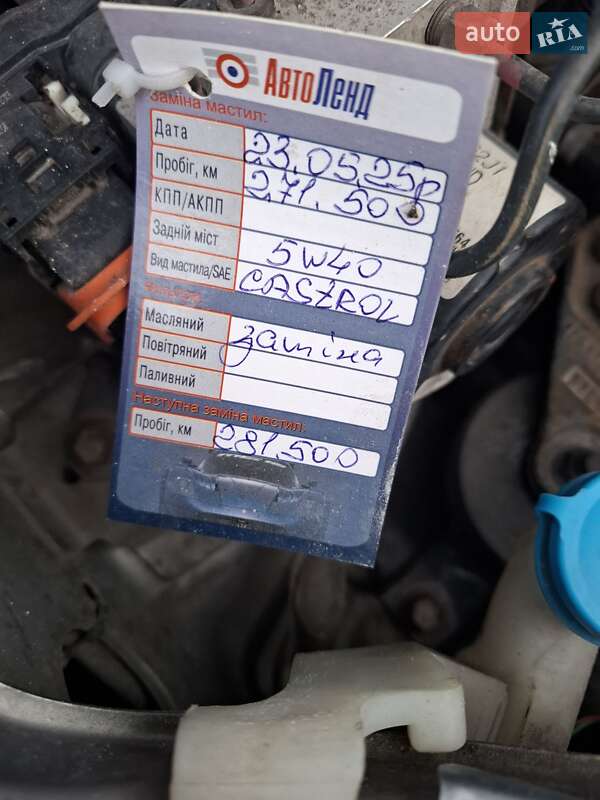 auto RIA.com
АвтоЛенд
Заміна мастил:
Дата 23.05.25р
Пробіг, км 271.500
КПП/АКПП
Задній міст
Вид мастила/SAE 5W40 CASTROL
Масляний заміна
Повітряний
Паливний
Наступна заміна мастил:
Пробіг, км 281.500